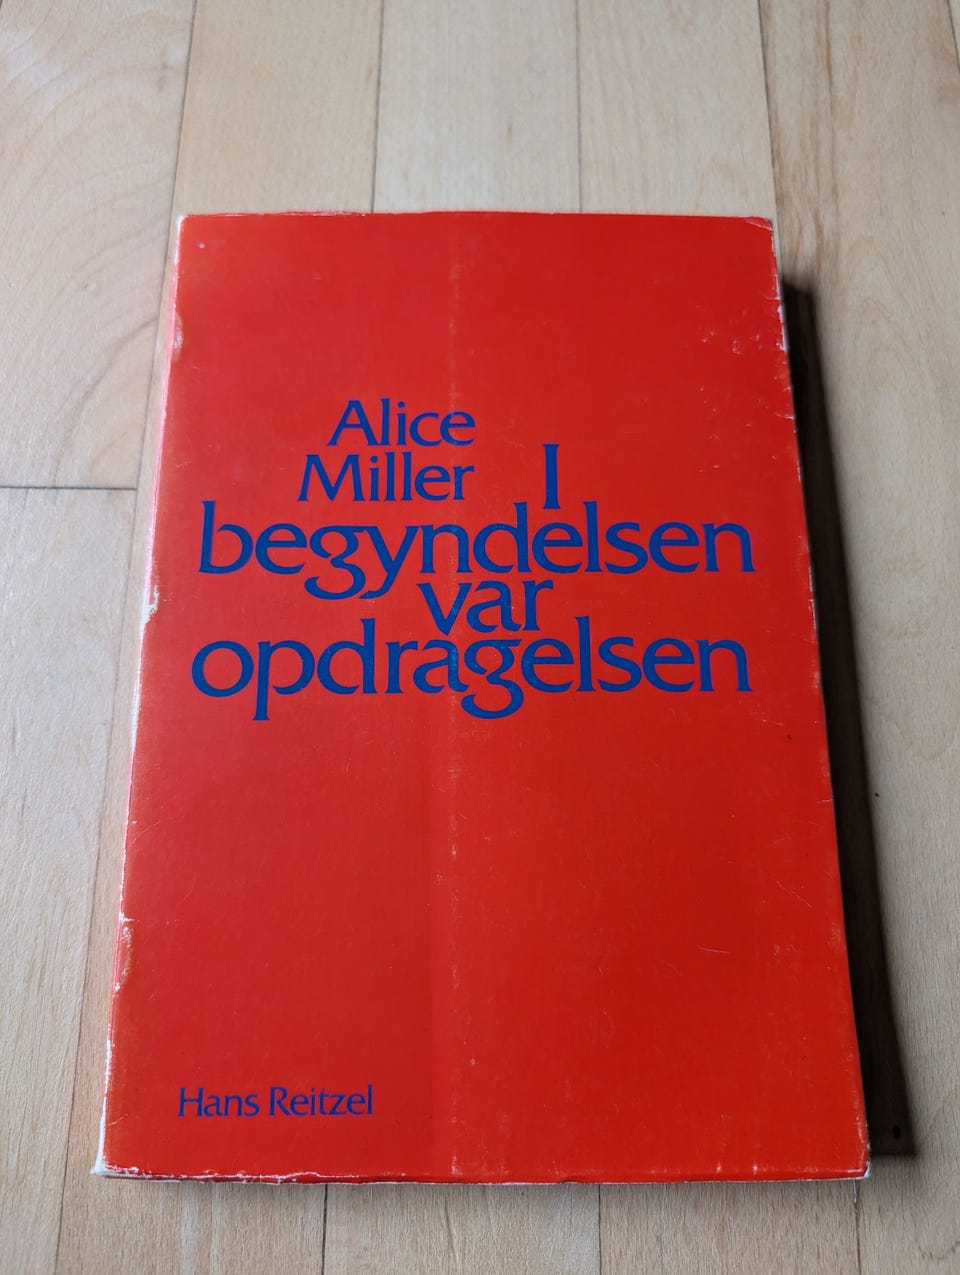 Alice
Miller
I
begyndelsen
var
opdragelsen
Hans Reitzel